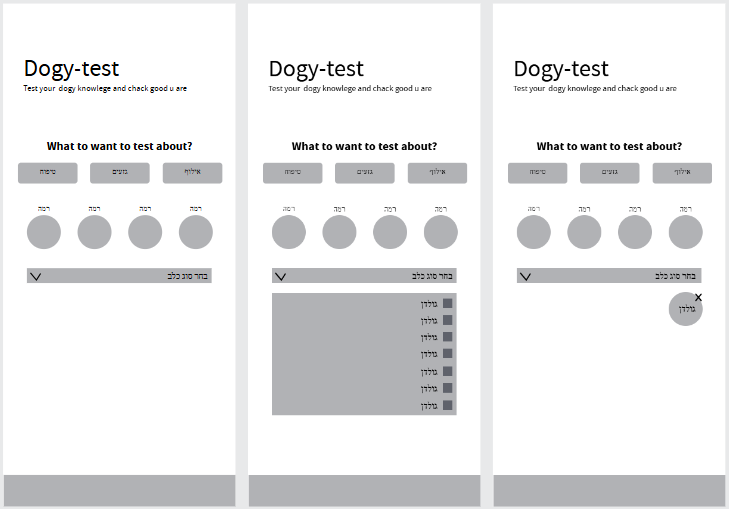 Dogy-test
Test your dogy knowlege and chack good u are
What to want to test about?
אילוף גזעים טיפוח
רמה רמה רמה רמה
בחר סוג כלב
Dogy-test
Test your dogy knowlege and chack good u are
What to want to test about?
אילוף גזעים טיפוח
רמה רמה רמה רמה
בחר סוג כלב
גולדן
גולדן
גולדן
גולדן
גולדן
גולדן
גולדן
Dogy-test
Test your dogy knowlege and chack good u are
What to want to test about?
אילוף גזעים טיפוח
רמה רמה רמה רמה
בחר סוג כלב
X
גולדן